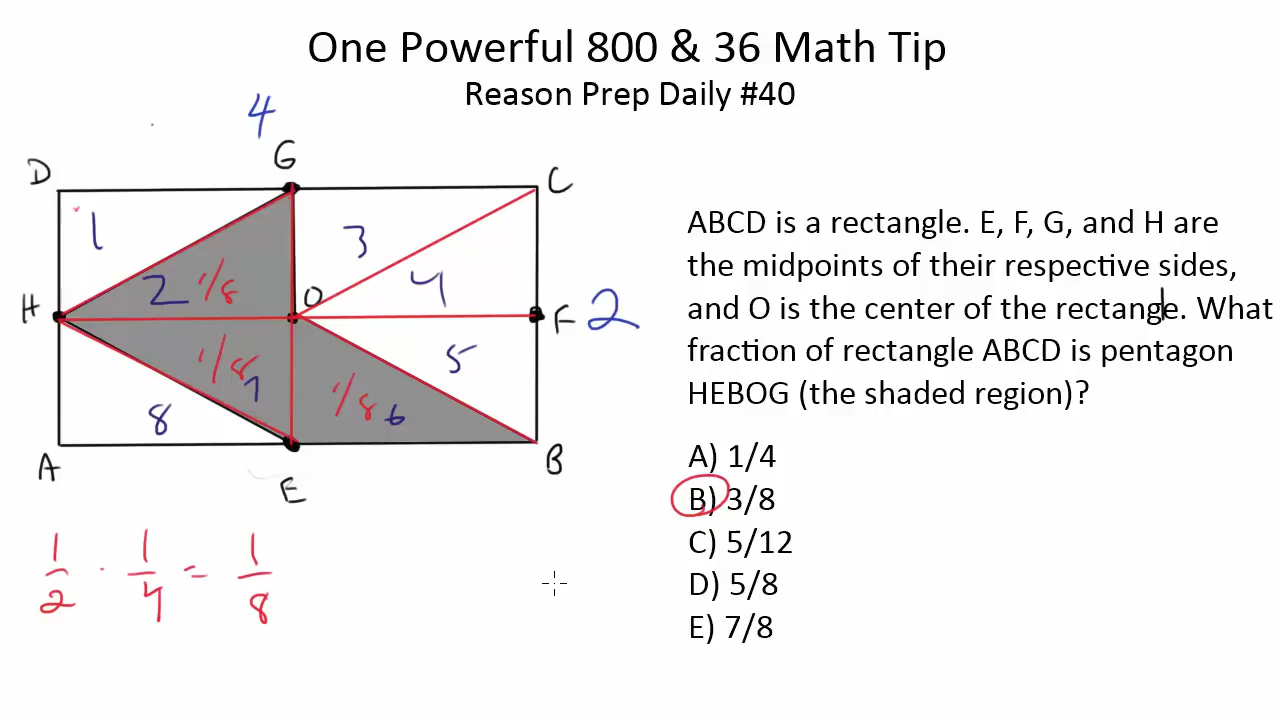 One Powerful 800 & 36 Math Tip
Reason Prep Daily #40
4
D
G
C
1
3
2
1/8
4
H
O
F
2
1/8
7
5
8
1/8
6
A
E
B
1/2 · 1/4 = 1/8
ABCD is a rectangle. E, F, G, and H are
the midpoints of their respective sides,
and O is the center of the rectangle. What
fraction of rectangle ABCD is pentagon
HEBOG (the shaded region)?
A) 1/4
B) 3/8
C) 5/12
D) 5/8
E) 7/8